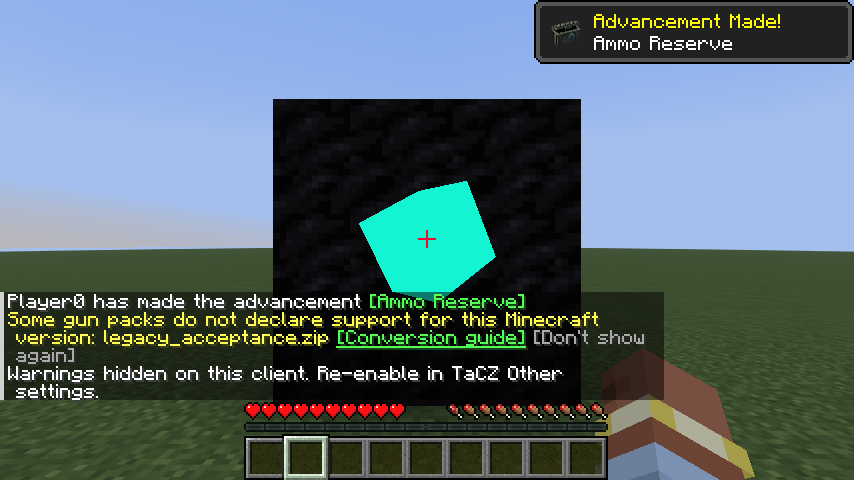 Advancement Made!
Ammo Reserve
Player0 has made the advancement [Ammo Reserve]
Some gun packs do not declare support for this Minecraft
version: legacy_acceptance.zip [Conversion guide] [Don't show
again]
Warnings hidden on this client. Re-enable in TaCZ Other
settings.